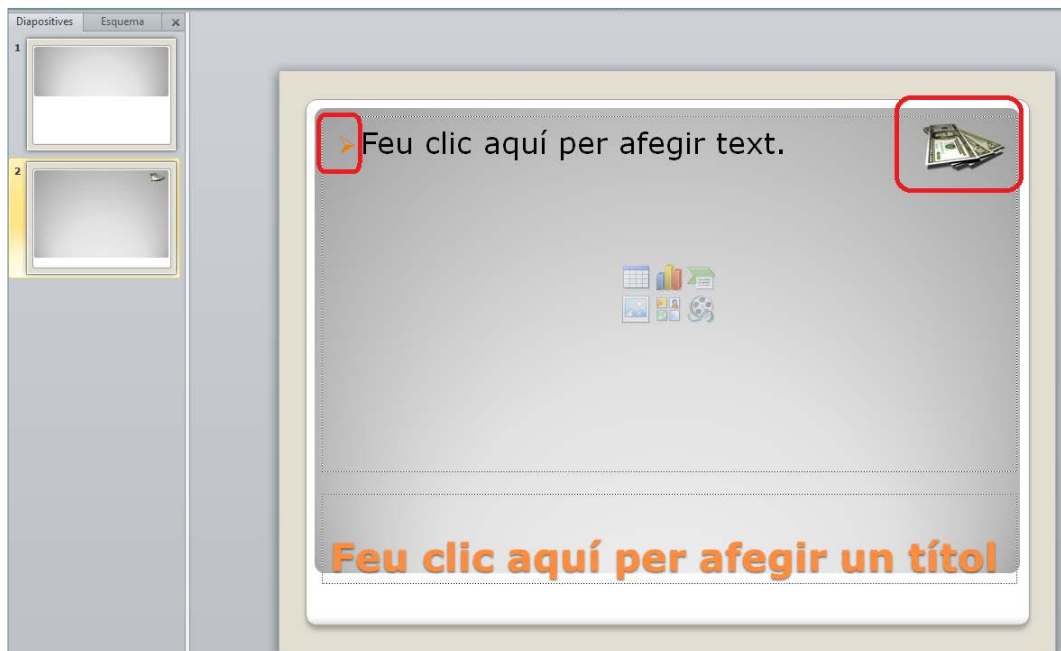 Diapositives Esquema
1
2
Feu clic aquí per afegir text.
Feu clic aquí per afegir un títol